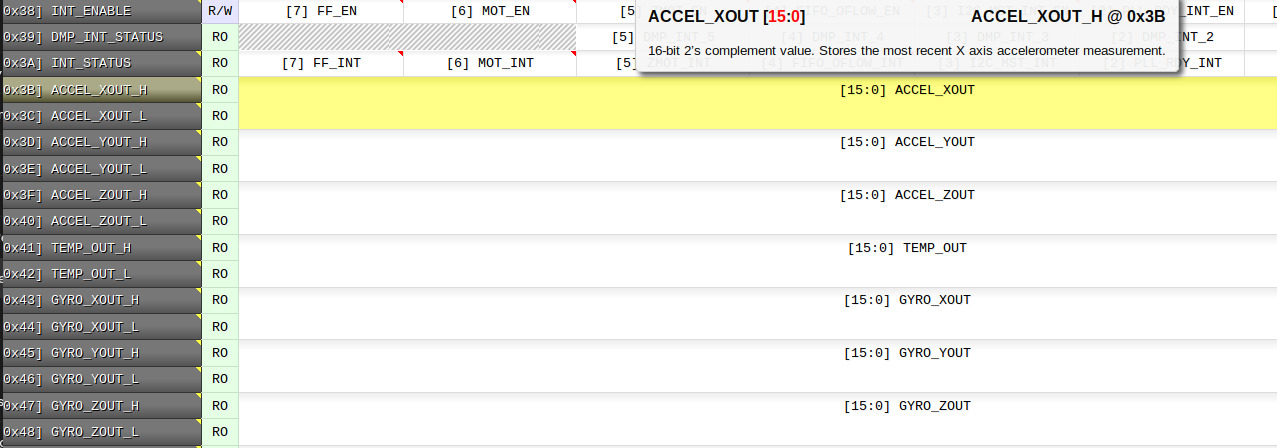 0x38] INT_ENABLE R/W [7] FF_EN [6] MOT_EN [5]
ACCEL_XOUT [15:0] ACCEL_XOUT_H @ 0x3B
16-bit 2's complement value. Stores the most recent X axis accelerometer measurement.
0x39] DMP_INT_STATUS RO [5] DMP_INT_5 [4] DMP_INT_4 [3] DMP_INT_3 [2] DMP_INT_2
0x3A] INT_STATUS RO [7] FF_INT [6] MOT_INT [5] ZMOT_INT [4] FIFO_OFLOW_INT [3] I2C_MST_INT [2] PLL_RDY_INT
0x3B] ACCEL_XOUT_H RO [15:0] ACCEL_XOUT
0x3C] ACCEL_XOUT_L RO
0x3D] ACCEL_YOUT_H RO [15:0] ACCEL_YOUT
0x3E] ACCEL_YOUT_L RO
0x3F] ACCEL_ZOUT_H RO [15:0] ACCEL_ZOUT
0x40] ACCEL_ZOUT_L RO
0x41] TEMP_OUT_H RO [15:0] TEMP_OUT
0x42] TEMP_OUT_L RO
0x43] GYRO_XOUT_H RO [15:0] GYRO_XOUT
0x44] GYRO_XOUT_L RO
0x45] GYRO_YOUT_H RO [15:0] GYRO_YOUT
0x46] GYRO_YOUT_L RO
0x47] GYRO_ZOUT_H RO [15:0] GYRO_ZOUT
0x48] GYRO_ZOUT_L RO